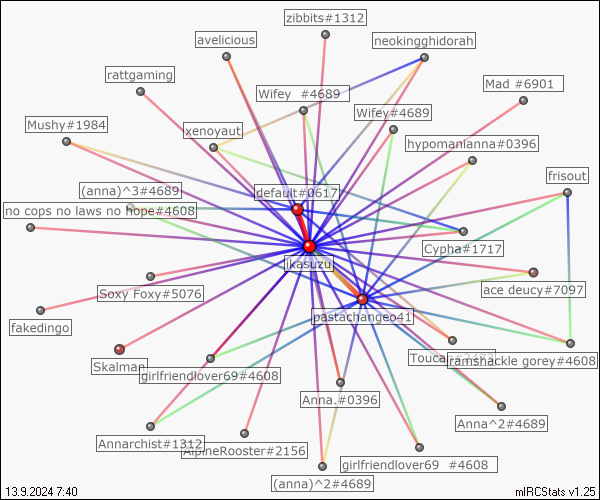 zibbits#1312
avelicious
neokingghidorah
rattgaming
Mad #6901
Wifey  #4689
Wifey#4689
Mushy#1984
xenoyaut
hypomanianna#0396
frisout
(anna)^3#4689
default#0617
no cops no laws no hope#4608
Cypha#1717
jikasuzu
Soxy Foxy#5076
ace deucy#7097
pastachangeo41
fakedingo
Skalman
girlfriendlover69#4608
ramshackle gorey#4608
Anna.#0396
Anna^2#4689
Annarchist#1312
AlpineRooster#2156
girlfriendlover69  #4608
(anna)^2#4689
13.9.2024 7:40
mIRCStats v1.25